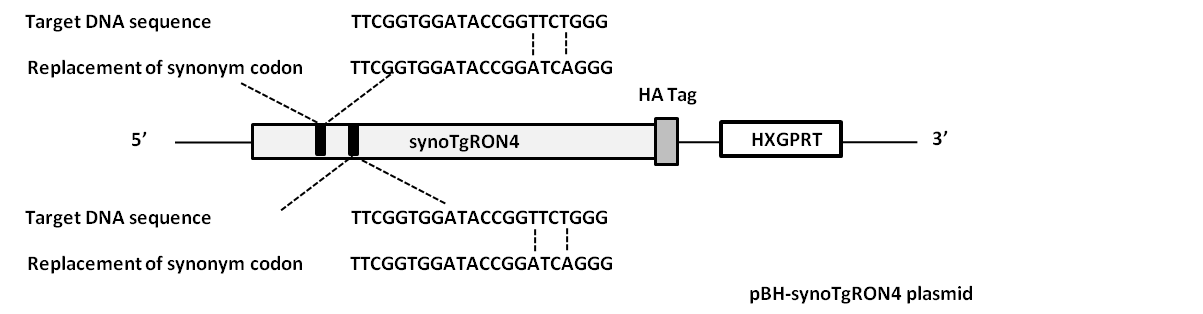 Target DNA sequence TTCGGTGGATACCGGTTCTGGG
Replacement of synonym codon TTCGGTGGATACCGGATCAGGG
HA Tag
5’ synoTgRON4 HXGPRT 3’
Target DNA sequence TTCGGTGGATACCGGTTCTGGG
Replacement of synonym codon TTCGGTGGATACCGGATCAGGG
pBH-synoTgRON4 plasmid